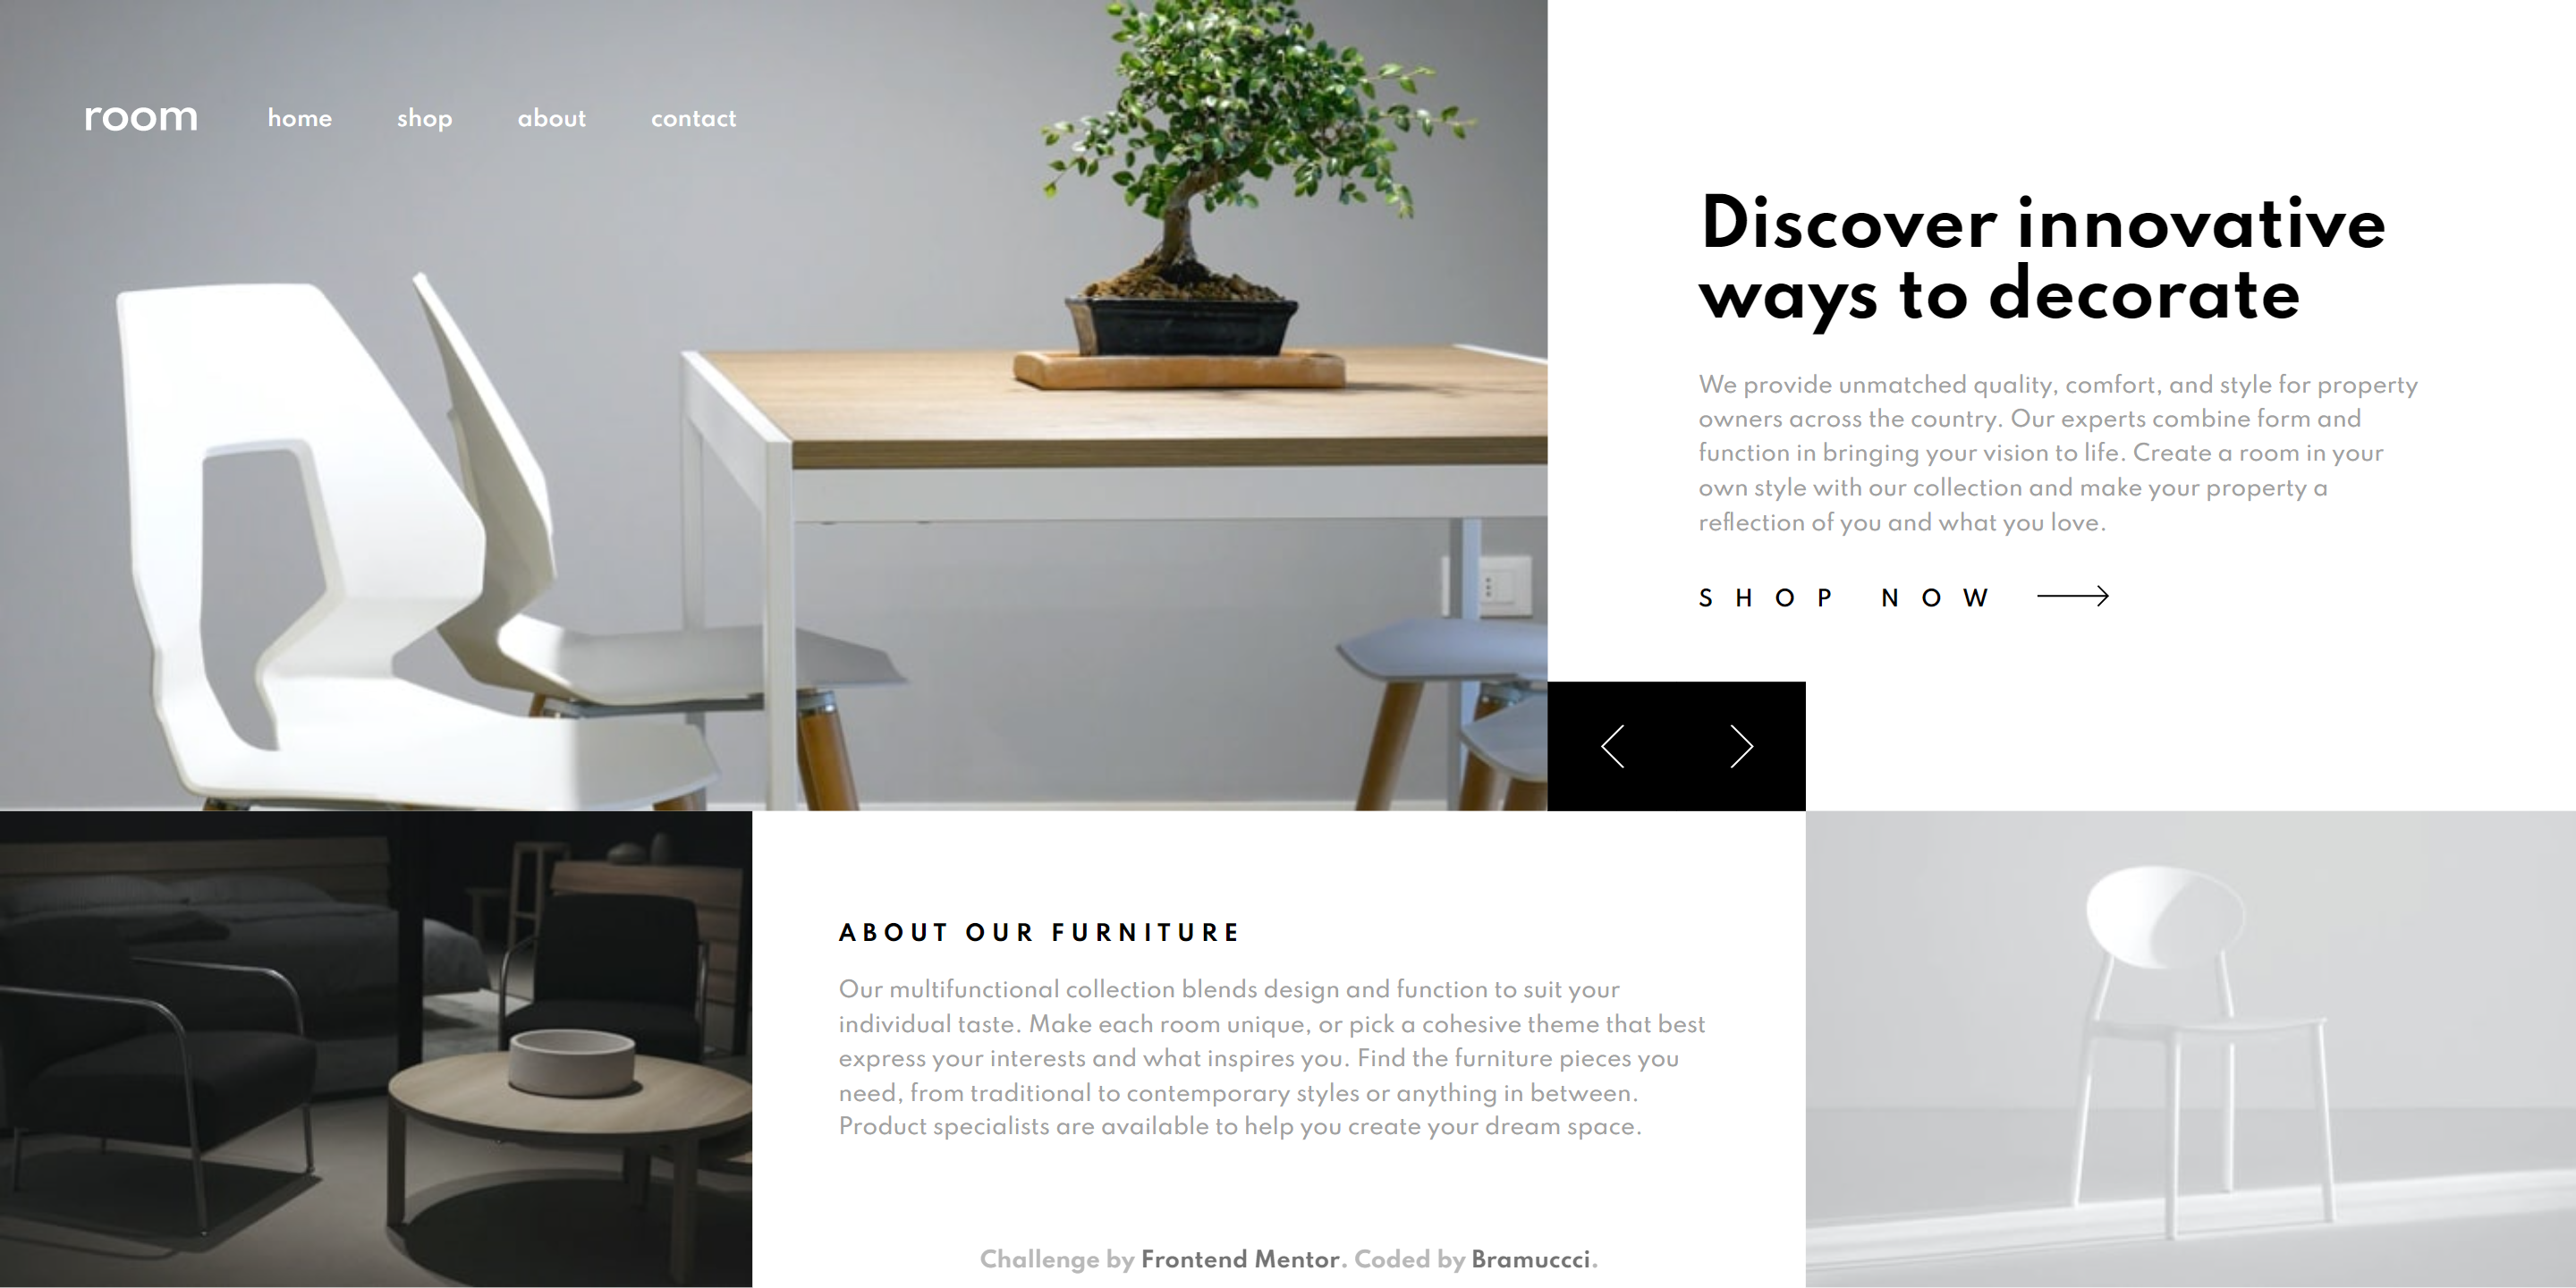 room
home shop about contact
Discover innovative
ways to decorate
We provide unmatched quality, comfort, and style for property
owners across the country. Our experts combine form and
function in bringing your vision to life. Create a room in your
own style with our collection and make your property a
reflection of you and what you love.
SHOP NOW
ABOUT OUR FURNITURE
Our multifunctional collection blends design and function to suit your
individual taste. Make each room unique, or pick a cohesive theme that best
express your interests and what inspires you. Find the furniture pieces you
need, from traditional to contemporary styles or anything in between.
Product specialists are available to help you create your dream space.
Challenge by Frontend Mentor. Coded by Bramuccci.